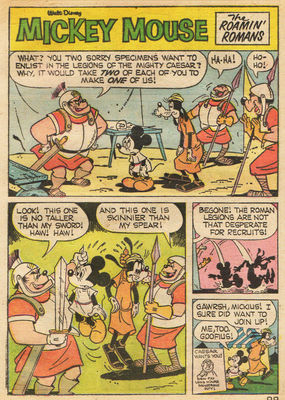 Walt Disney
MICKEY MOUSE
The
ROAMIN'
ROMANS
WHAT? YOU TWO SORRY SPECIMENS WANT TO
ENLIST IN THE LEGIONS OF THE MIGHTY CAESAR?
WHY, IT WOULD TAKE TWO OF EACH OF YOU TO
MAKE ONE OF US!
HA-HA!
HO-
HO!
LOOK! THIS ONE
IS NO TALLER
THAN MY SWORD!
HAW! HAW!
AND THIS ONE IS
SKINNIER THAN
MY SPEAR!
BEGONE! THE ROMAN
LEGIONS ARE NOT
THAT DESPERATE
FOR RECRUITS!
GAWRSH, MICKIUS! I
SURE DID WANT TO
JOIN UP!
ME, TOO,
GOOFIUS!
CAESAR
WANTS
YOU!